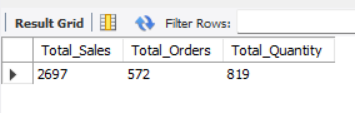 Result Grid Filter Rows:
Total_Sales Total_Orders Total_Quantity
2697 572 819